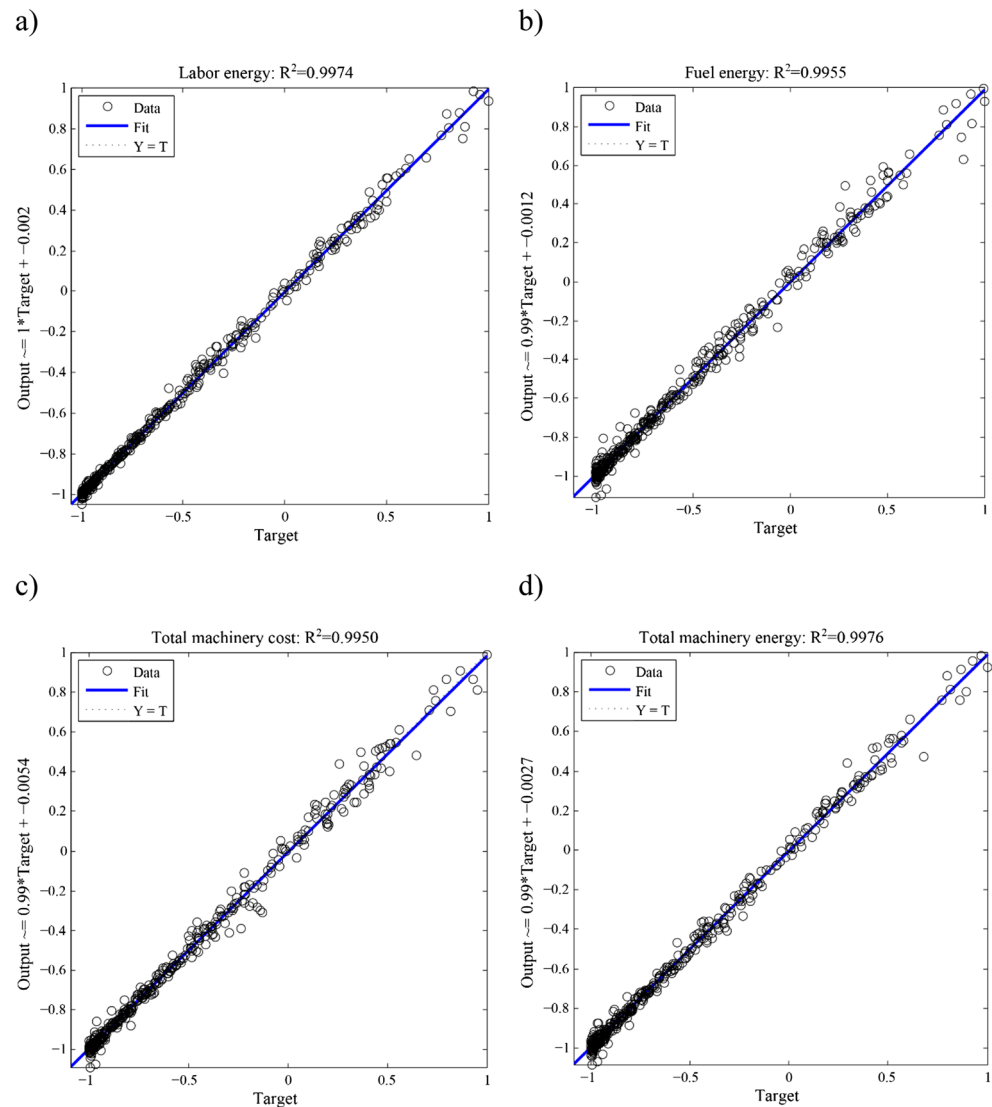 a)
Labor energy: R²=0.9974
Data
Fit
Y = T
1
0.8
0.6
0.4
0.2
0
−0.2
−0.4
−0.6
−0.8
−1
Output ~= 1*Target + −0.002
−1
−0.5
0
0.5
1
Target
b)
Fuel energy: R²=0.9955
Data
Fit
Y = T
1
0.8
0.6
0.4
0.2
0
−0.2
−0.4
−0.6
−0.8
−1
Output ~= 0.99*Target + −0.0012
−1
−0.5
0
0.5
1
Target
c)
Total machinery cost: R²=0.9950
Data
Fit
Y = T
1
0.8
0.6
0.4
0.2
0
−0.2
−0.4
−0.6
−0.8
−1
Output ~= 0.99*Target + −0.0054
−1
−0.5
0
0.5
1
Target
d)
Total machinery energy: R²=0.9976
Data
Fit
Y = T
1
0.8
0.6
0.4
0.2
0
−0.2
−0.4
−0.6
−0.8
−1
Output ~= 0.99*Target + −0.0027
−1
−0.5
0
0.5
1
Target